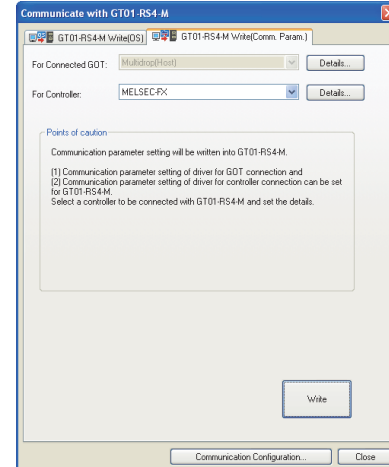 Communicate with GT01-RS4-M
GT01-RS4-M Write(OS) GT01-RS4-M Write(Comm. Param.)
For Connected GOT: Multidrop(Host) Details...
For Controller: MELSEC-FX Details...
Points of caution
Communication parameter setting will be written into GT01-RS4-M.
(1) Communication parameter setting of driver for GOT connection and
(2) Communication parameter setting of driver for controller connection can be set
for GT01-RS4-M.
Select a controller to be connected with GT01-RS4-M and set the details.
Write
Communication Configuration... Close